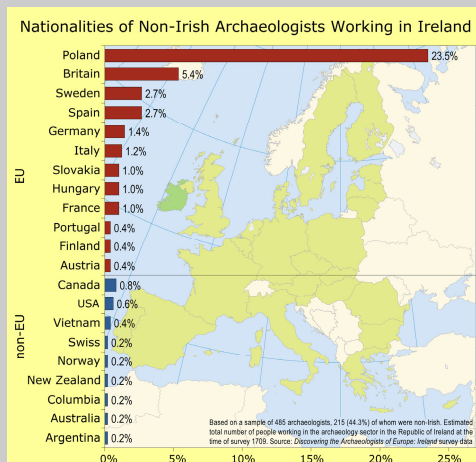 Nationalities of Non-Irish Archaeologists Working in Ireland
EU
Poland 23.5%
Britain 5.4%
Sweden 2.7%
Spain 2.7%
Germany 1.4%
Italy 1.2%
Slovakia 1.0%
Hungary 1.0%
France 1.0%
Portugal 0.4%
Finland 0.4%
Austria 0.4%
non-EU
Canada 0.8%
USA 0.6%
Vietnam 0.4%
Swiss 0.2%
Norway 0.2%
New Zealand 0.2%
Columbia 0.2%
Australia 0.2%
Argentina 0.2%
Based on a sample of 485 archaeologists, 215 (44.3%) of whom were non-Irish. Estimated
total number of people working in the archaeology sector in the Republic of Ireland at the
time of survey 1709. Source: Discovering the Archaeologists of Europe: Ireland survey data
0% 5% 10% 15% 20% 25%